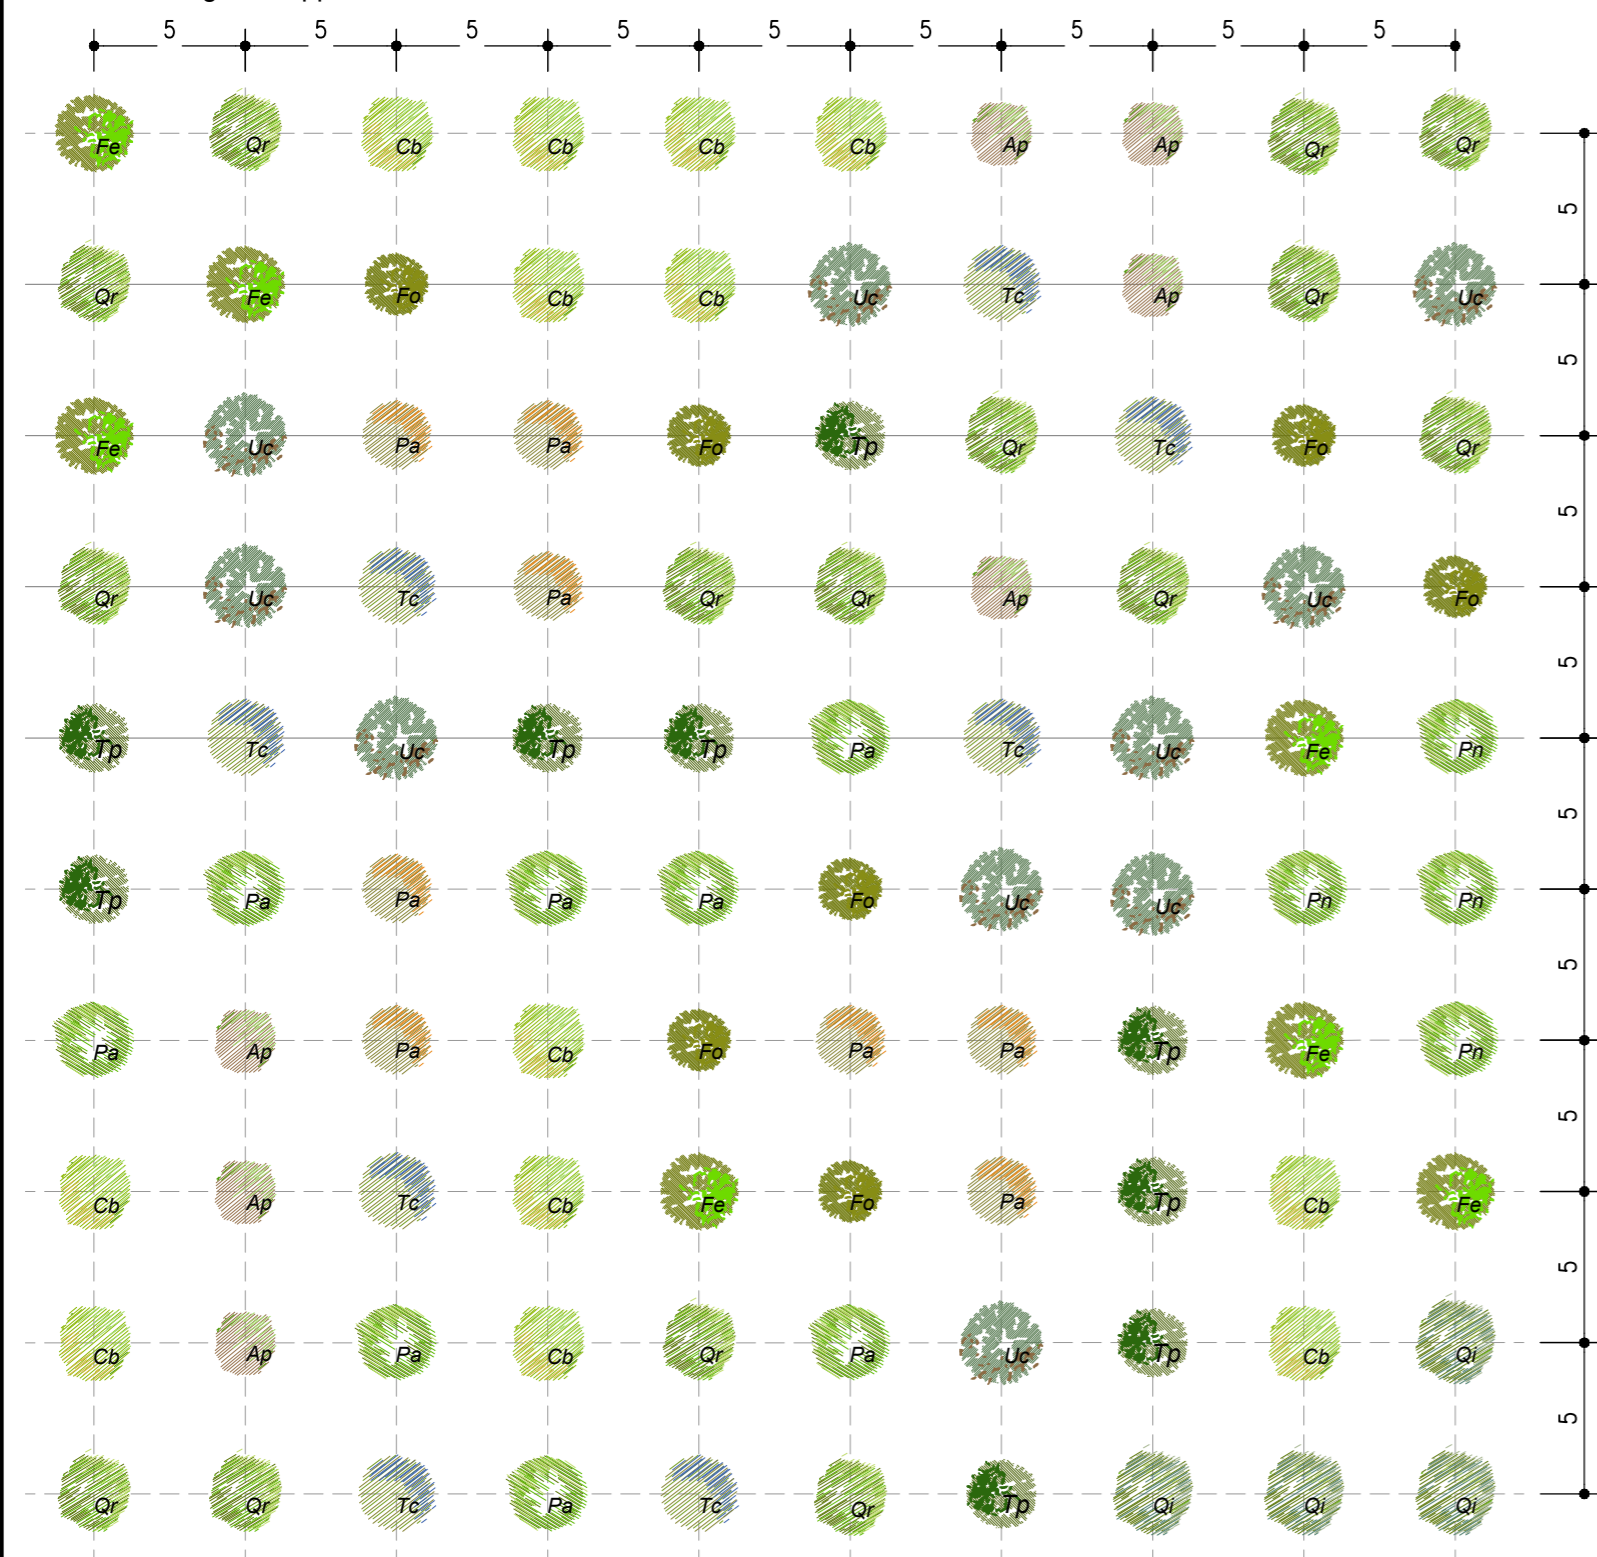 5 5 5 5 5 5 5 5 5
Fe Qr Cb Cb Cb Cb Ap Ap Qr Qr
5
Qr Fe Fo Cb Cb Uc Tc Ap Qr Uc
5
Fe Uc Pa Pa Fo Tp Qr Tc Fo Qr
5
Qr Uc Tc Pa Qr Qr Ap Qr Uc Fo
5
Tp Tc Uc Tp Tp Pa Tc Uc Fe Pn
5
Tp Pa Pa Pa Pa Fo Uc Uc Pn Pn
5
Pa Ap Pa Cb Fo Pa Pa Tp Fe Pn
5
Cb Ap Tc Cb Fe Fo Pa Tp Cb Fe
5
Cb Ap Pa Cb Qr Pa Uc Tp Cb Qi
5
Qr Qr Tc Pa Tc Qr Tp Qi Qi Qi